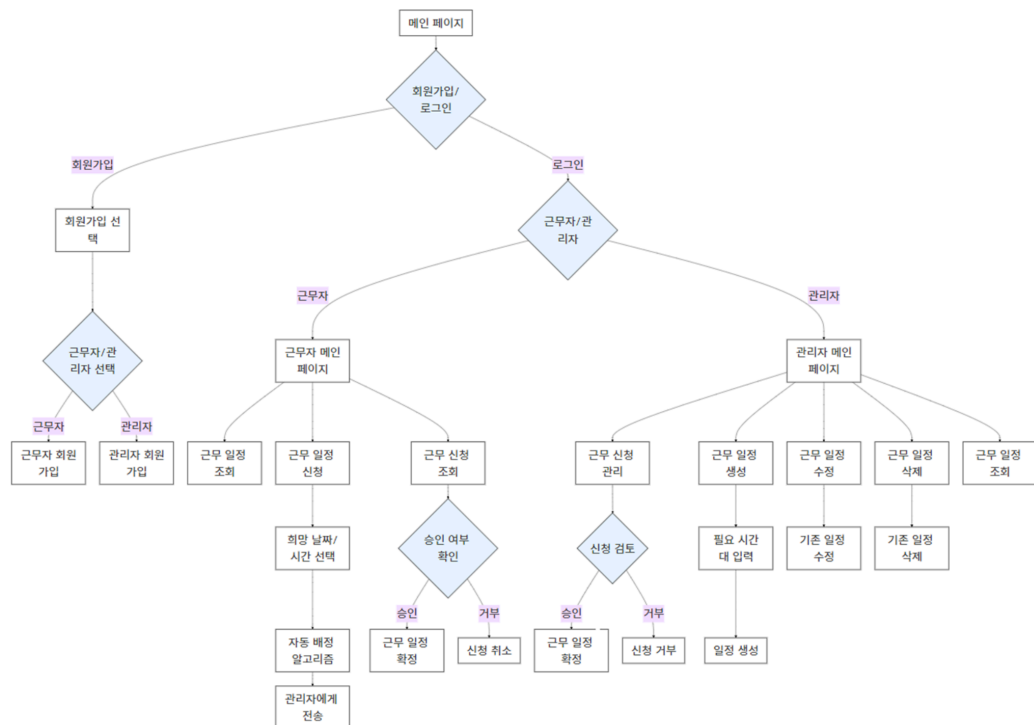 메인 페이지
회원가입/
로그인
회원가입
로그인
회원가입 선
택
근무자/관
리자
근무자
관리자
근무자/관
리자 선택
근무자 메인
페이지
관리자 메인
페이지
근무자
관리자
근무자 회원
가입
관리자 회원
가입
근무 일정
조회
근무 일정
신청
근무 신청
조회
근무 신청
관리
근무 일정
생성
근무 일정
수정
근무 일정
삭제
근무 일정
조회
희망 날짜/
시간 선택
승인 여부
확인
신청 검토
필요 시간
대 입력
기존 일정
수정
기존 일정
삭제
승인
거부
승인
거부
자동 배정
알고리즘
근무 일정
확정
신청 취소
근무 일정
확정
신청 거부
일정 생성
관리자에게
전송